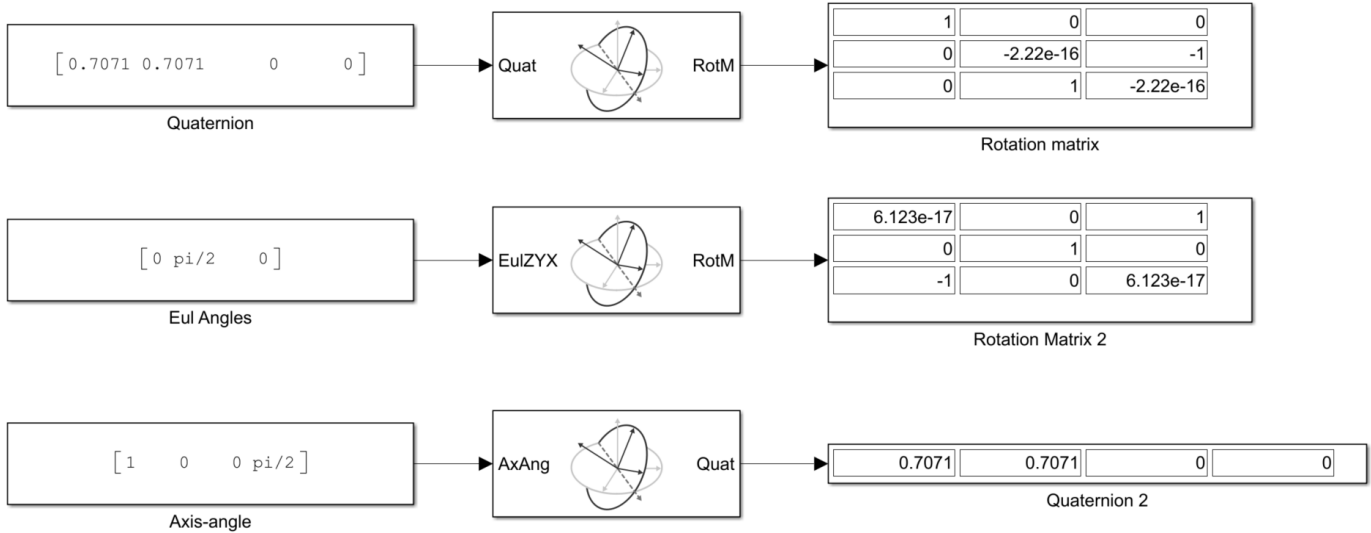 [0.7071 0.7071 0 0]
Quat RotM
1 0 0
0 -2.22e-16 -1
0 1 -2.22e-16
Quaternion
Rotation matrix
[0 pi/2 0]
EulZYX RotM
6.123e-17 0 1
0 1 0
-1 0 6.123e-17
Eul Angles
Rotation Matrix 2
[1 0 0 pi/2]
AxAng Quat
0.7071 0.7071 0 0
Axis-angle
Quaternion 2